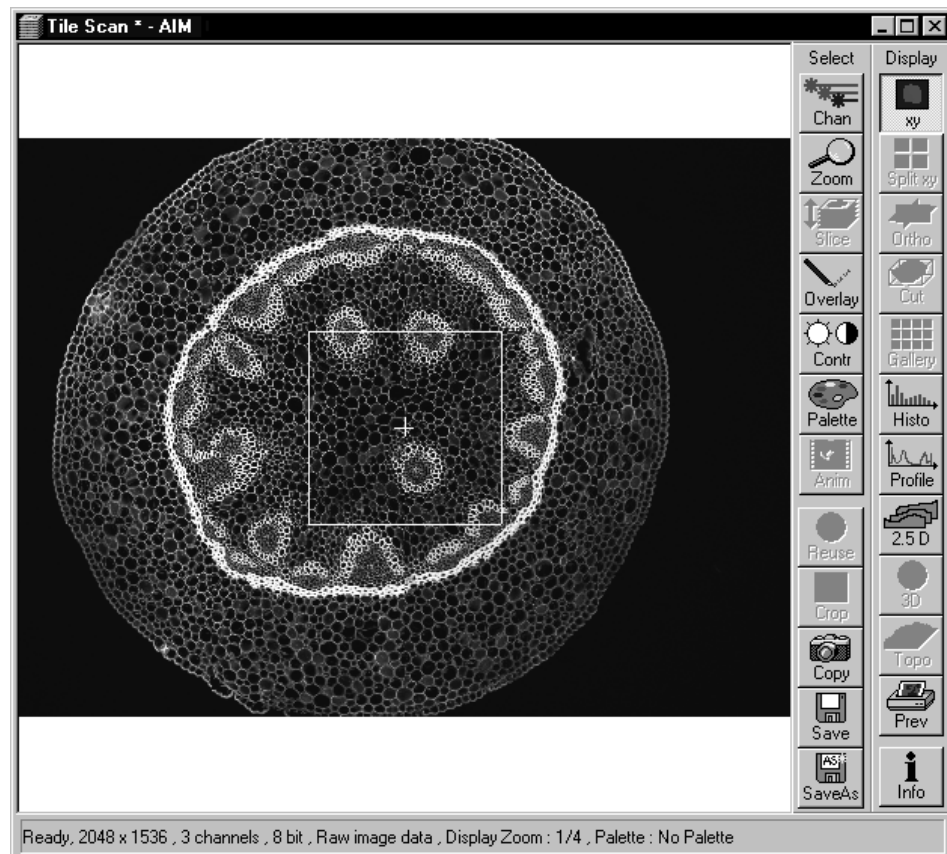 Tile Scan * - AIM
Select
Chan
Zoom
Slice
Overlay
Contr
Palette
Anim
Reuse
Crop
Copy
Save
AS
SaveAs
Display
xy
Split xy
Ortho
Cut
Gallery
Histo
Profile
2.5 D
3D
Topo
Prev
Info
Ready, 2048 x 1536 , 3 channels , 8 bit , Raw image data , Display Zoom : 1/4 , Palette : No Palette